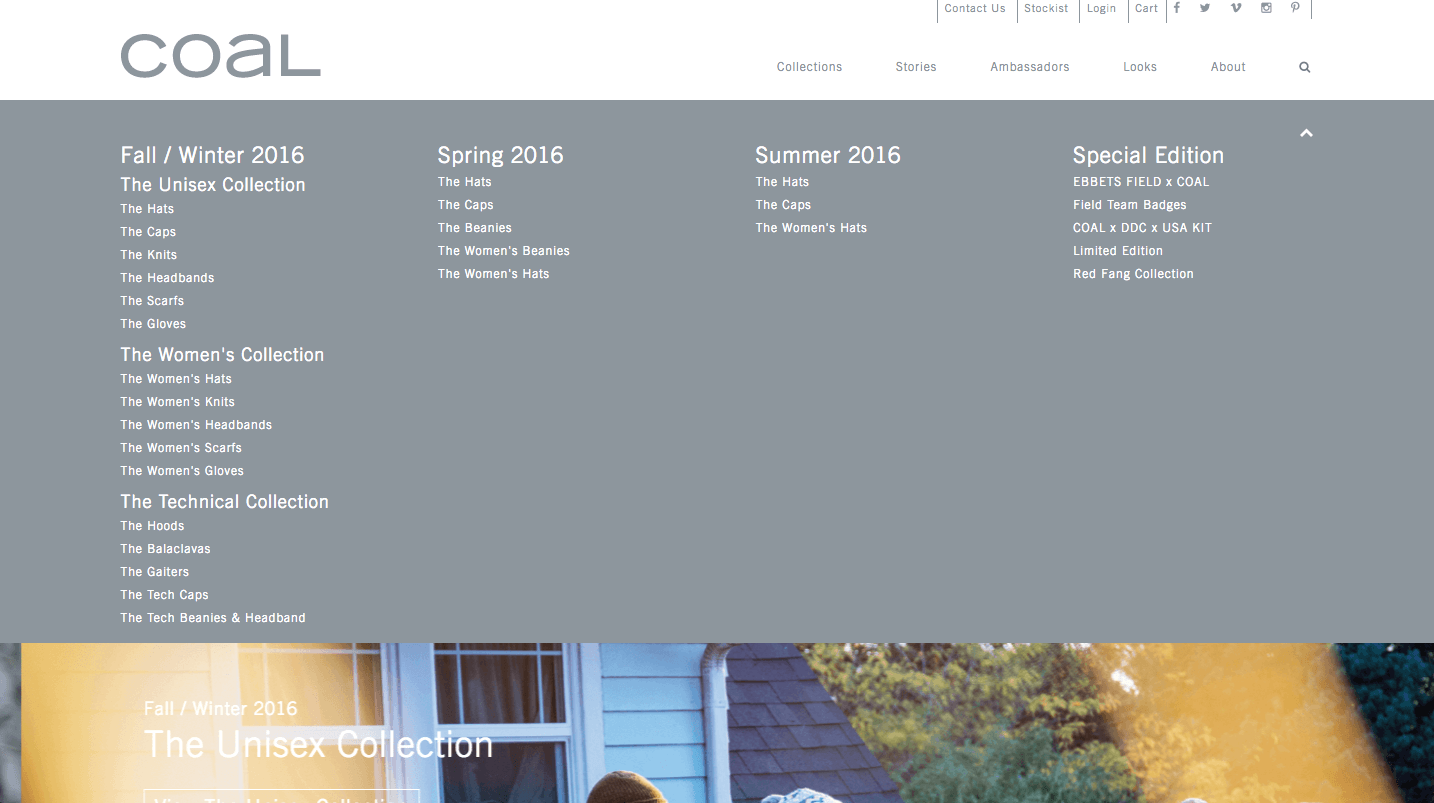 Contact Us Stockist Login Cart
COAL
Collections Stories Ambassadors Looks About
Fall / Winter 2016
The Unisex Collection
The Hats
The Caps
The Knits
The Headbands
The Scarfs
The Gloves
The Women's Collection
The Women's Hats
The Women's Knits
The Women's Headbands
The Women's Scarfs
The Women's Gloves
The Technical Collection
The Hoods
The Balaclavas
The Gaiters
The Tech Caps
The Tech Beanies & Headband
Spring 2016
The Hats
The Caps
The Beanies
The Women's Beanies
The Women's Hats
Summer 2016
The Hats
The Caps
The Women's Hats
Special Edition
EBBETS FIELD x COAL
Field Team Badges
COAL x DDC x USA KIT
Limited Edition
Red Fang Collection
Fall / Winter 2016
The Unisex Collection
View The Unisex Collection